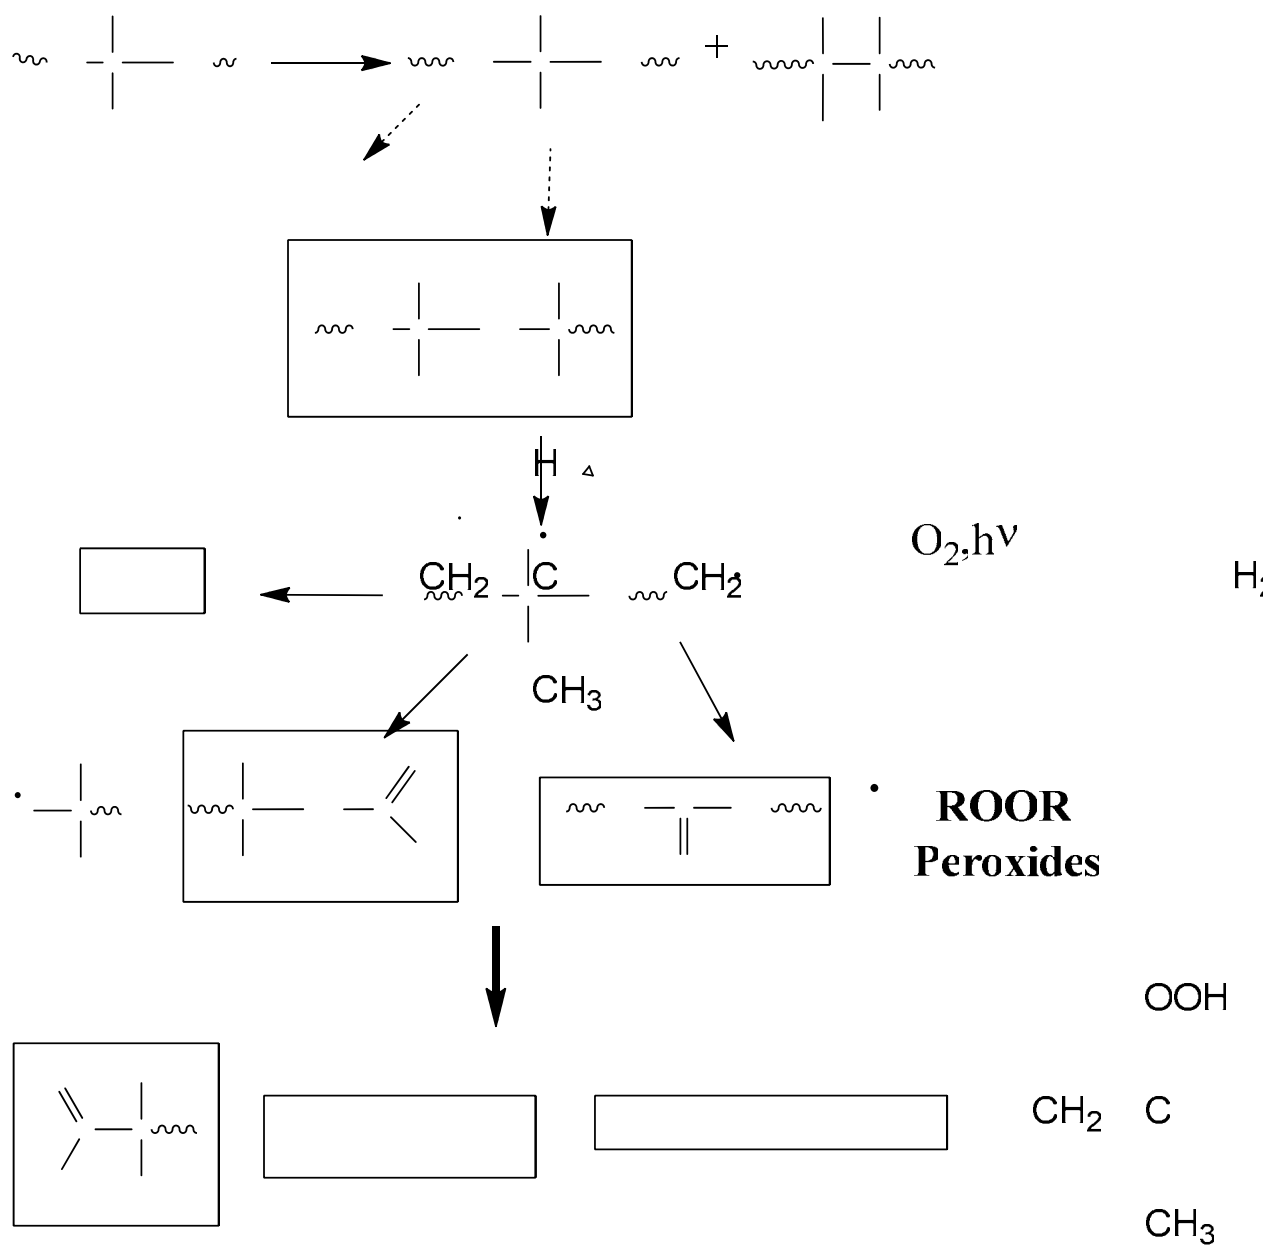 +
H
O₂,hν
CH₂ C CH₂
H₂
CH₃
ROOR
Peroxides
OOH
CH₂ C
CH₃